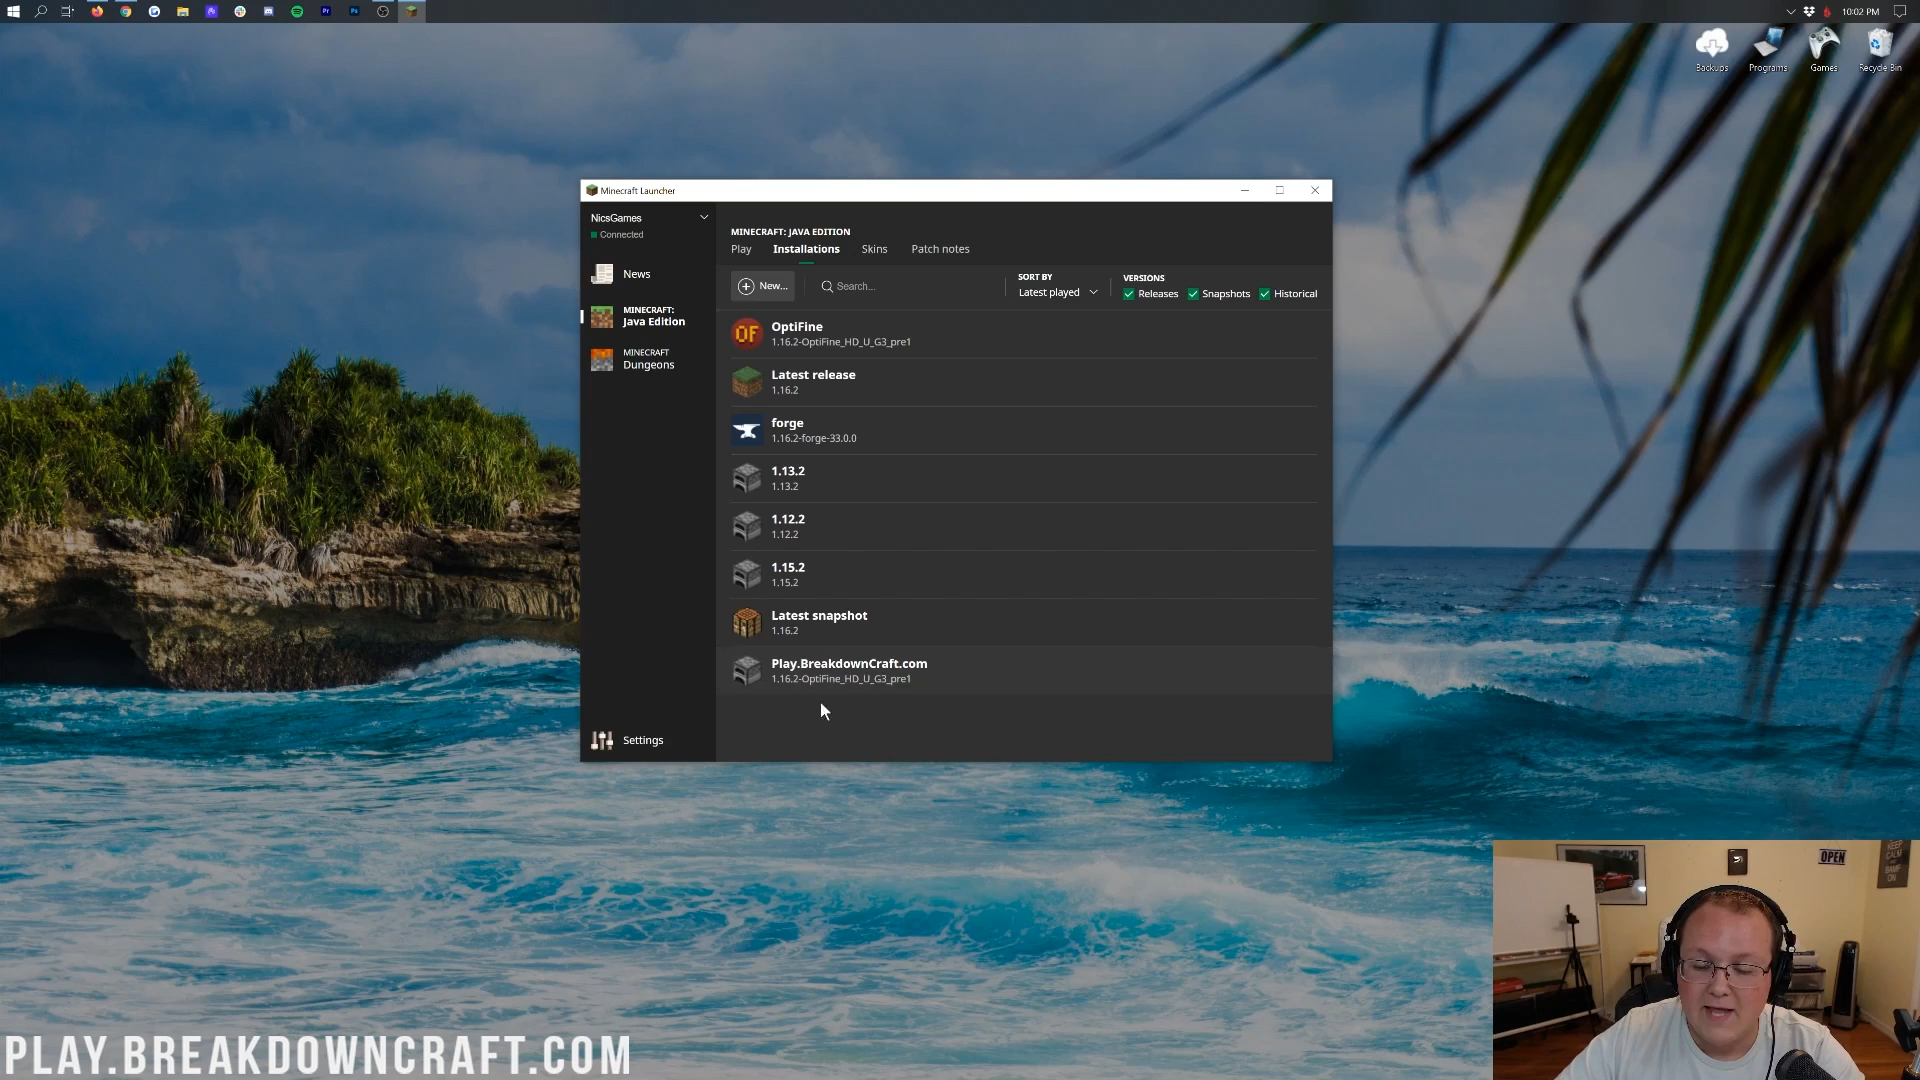 10:02 PM
Backups
Programs
Games
Recycle Bin
Minecraft Launcher
NicsGames
Connected
News
MINECRAFT:
Java Edition
MINECRAFT
Dungeons
Settings
MINECRAFT: JAVA EDITION
Play
Installations
Skins
Patch notes
New...
Search...
SORT BY
Latest played
VERSIONS
Releases
Snapshots
Historical
OF
OptiFine
1.16.2-OptiFine_HD_U_G3_pre1
Latest release
1.16.2
forge
1.16.2-forge-33.0.0
1.13.2
1.13.2
1.12.2
1.12.2
1.15.2
1.15.2
Latest snapshot
1.16.2
Play.BreakdownCraft.com
1.16.2-OptiFine_HD_U_G3_pre1
OPEN
KEEP
CALM
AND
PLAY.BREAKDOWNCRAFT.COM